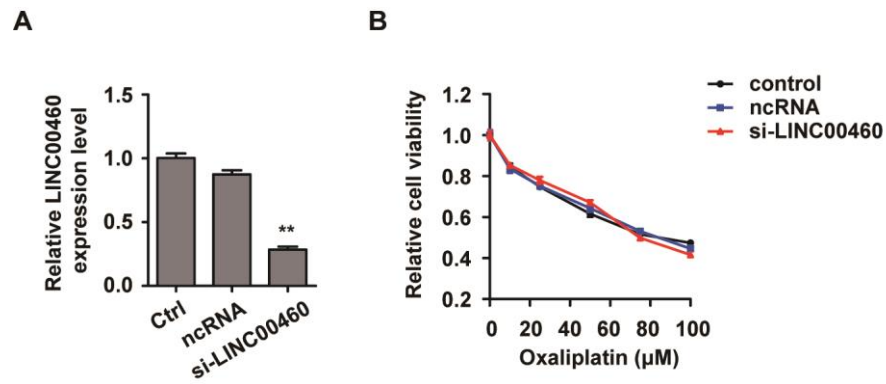 A
Relative LINC00460
expression level
1.5
1.0
0.5
0.0
**
Ctrl
ncRNA
si-LINC00460
B
Relative cell viability
1.2
1.0
0.8
0.6
0.4
0.2
0 20 40 60 80 100
Oxaliplatin (μM)
control
ncRNA
si-LINC00460